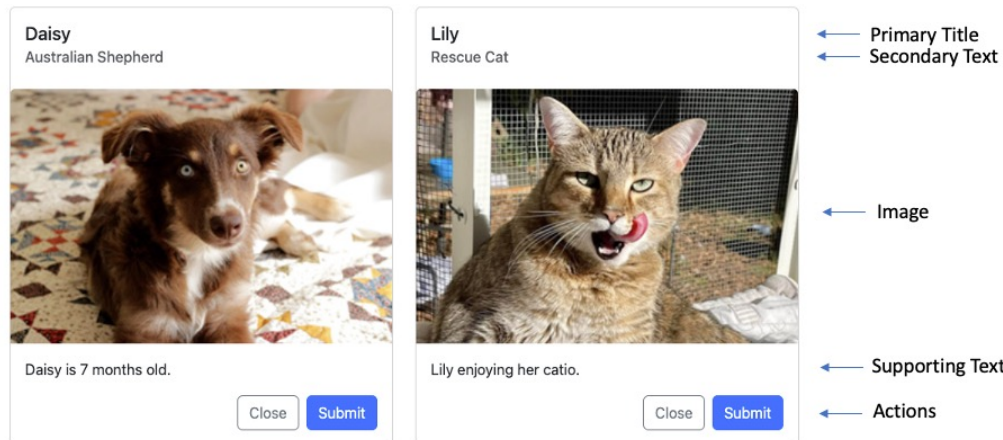 Daisy
Australian Shepherd
Daisy is 7 months old.
Close
Submit
Lily
Rescue Cat
Lily enjoying her catio.
Close
Submit
Primary Title
Secondary Text
Image
Supporting Text
Actions